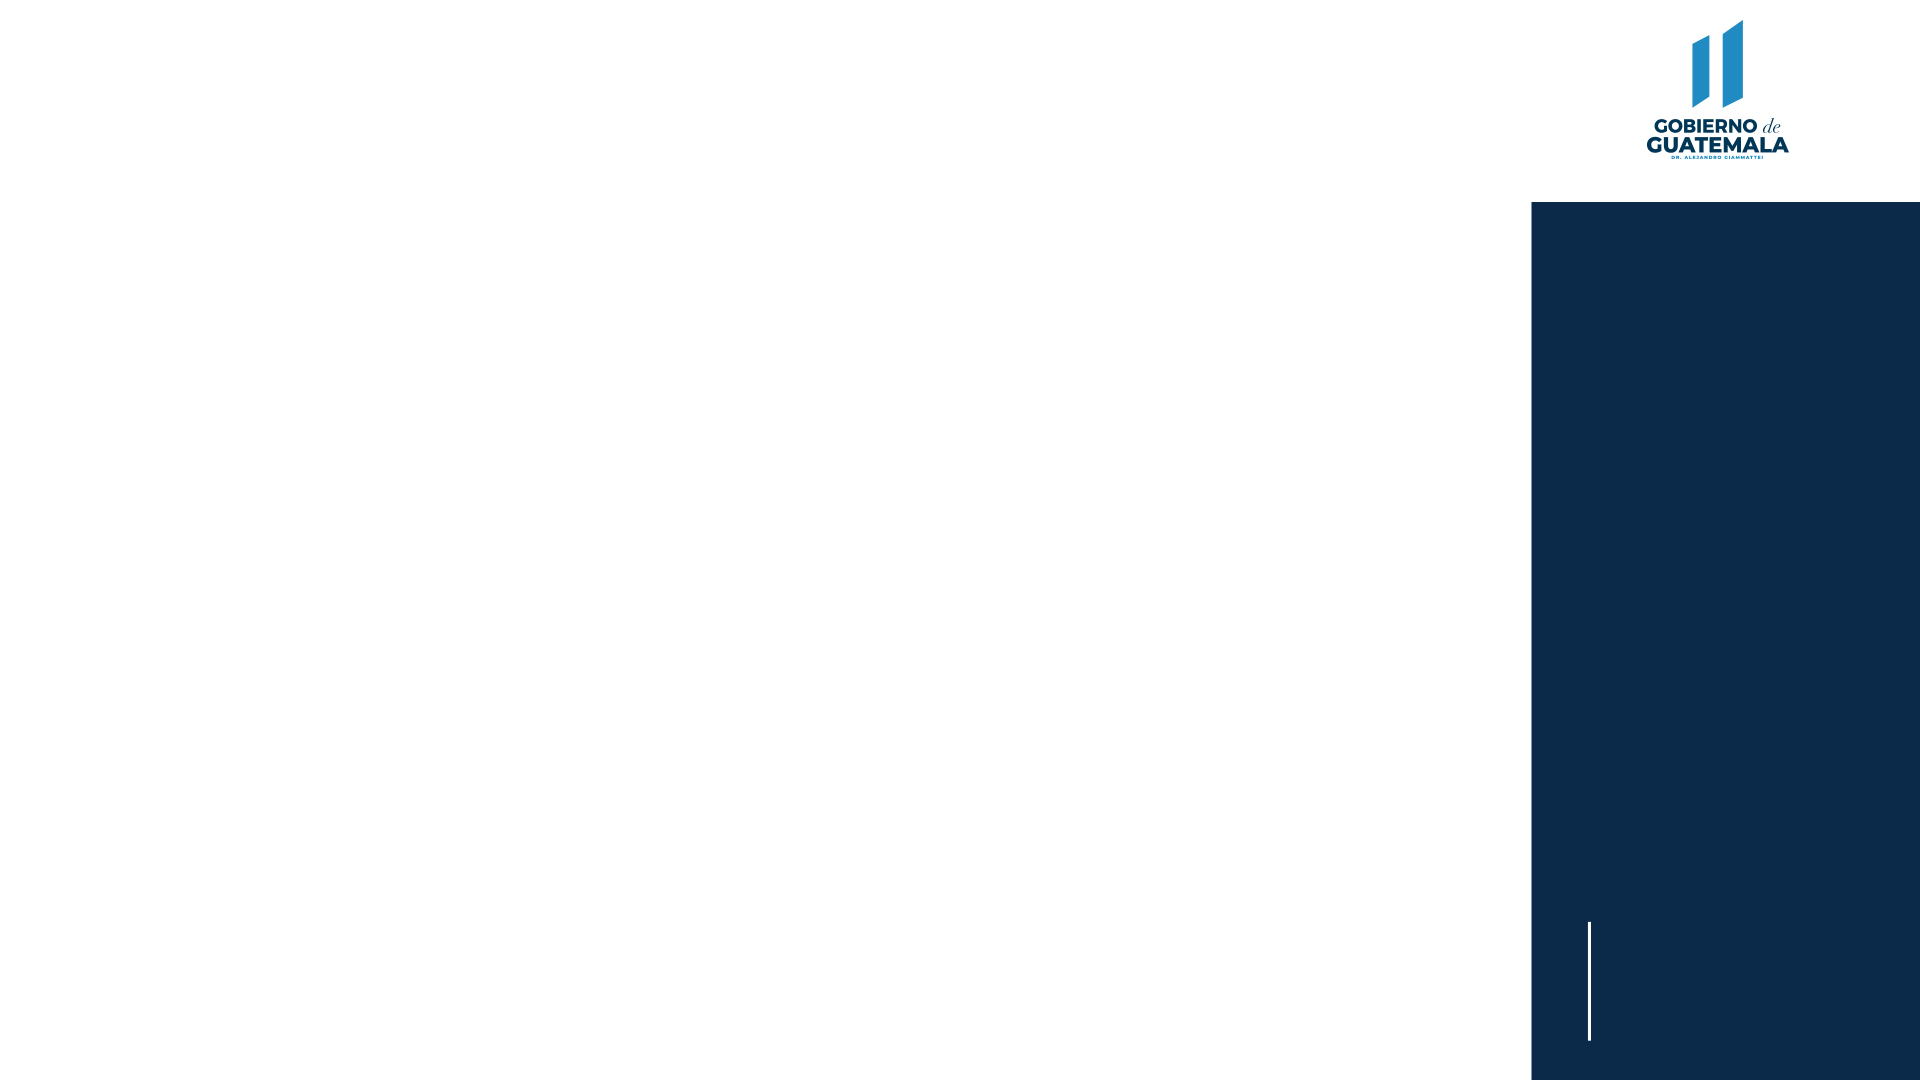 GOBIERNO de
GUATEMALA
DR. ALEJANDRO GIAMMATTEI